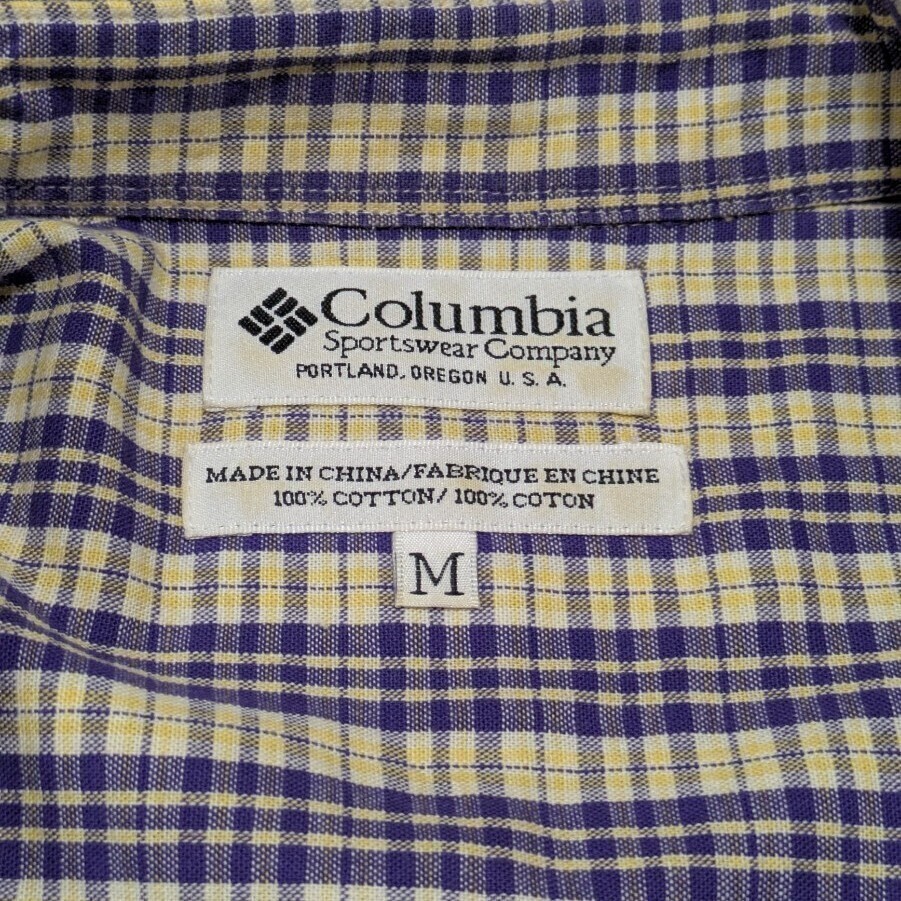 Columbia
Sportswear Company
PORTLAND, OREGON U. S. A.
MADE IN CHINA/FABRIQUE EN CHINE
100% COTTON/100% COTON
M